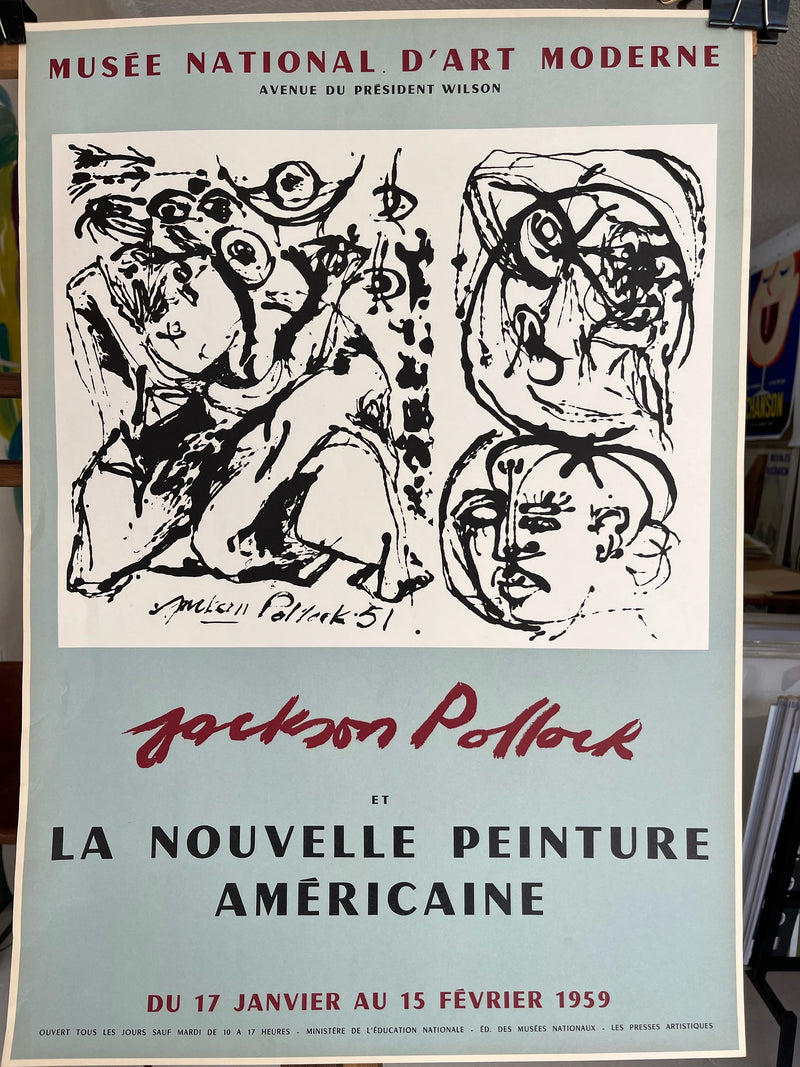 MUSÉE NATIONAL D'ART MODERNE
AVENUE DU PRÉSIDENT WILSON
Jackson Pollock 51
Jackson Pollock
ET
LA NOUVELLE PEINTURE
AMÉRICAINE
DU 17 JANVIER AU 15 FÉVRIER 1959
OUVERT TOUS LES JOURS SAUF MARDI DE 10 A 17 HEURES - MINISTÈRE DE L'ÉDUCATION NATIONALE - ÉD. DES MUSÉES NATIONAUX - LES PRESSES ARTISTIQUES
CHANSON